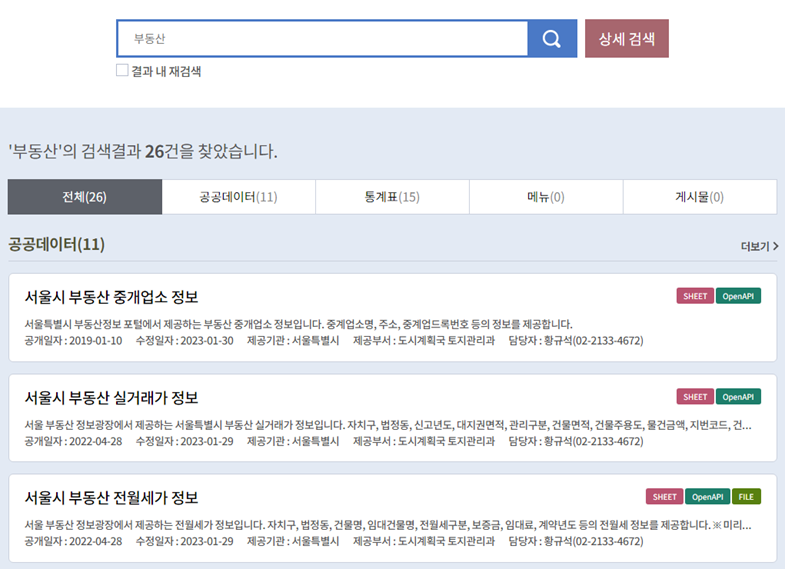 부동산
상세 검색
결과 내 재검색
'부동산'의 검색결과 26건을 찾았습니다.
전체(26) 공공데이터(11) 통계표(15) 메뉴(0) 게시물(0)
공공데이터(11) 더보기 >
서울시 부동산 중개업소 정보 SHEET OpenAPI
서울특별시 부동산정보 포털에서 제공하는 부동산 중개업소 정보입니다. 중계업소명, 주소, 중계업드록번호 등의 정보를 제공합니다.
공개일자 : 2019-01-10 수정일자 : 2023-01-30 제공기관 : 서울특별시 제공부서 : 도시계획국 토지관리과 담당자 : 황규석(02-2133-4672)
서울시 부동산 실거래가 정보 SHEET OpenAPI
서울 부동산 정보광장에서 제공하는 서울특별시 부동산 실거래가 정보입니다. 자치구, 법정동, 신고년도, 대지권면적, 관리구분, 건물면적, 건물주용도, 물건금액, 지번코드, 건...
공개일자 : 2022-04-28 수정일자 : 2023-01-29 제공기관 : 서울특별시 제공부서 : 도시계획국 토지관리과 담당자 : 황규석(02-2133-4672)
서울시 부동산 전월세가 정보 SHEET OpenAPI FILE
서울 부동산 정보광장에서 제공하는 전월세가 정보입니다. 자치구, 법정동, 건물명, 임대건물명, 전월세구분, 보증금, 임대료, 계약년도 등의 전월세 정보를 제공합니다. ※ 미리...
공개일자 : 2022-04-28 수정일자 : 2023-01-29 제공기관 : 서울특별시 제공부서 : 도시계획국 토지관리과 담당자 : 황규석(02-2133-4672)